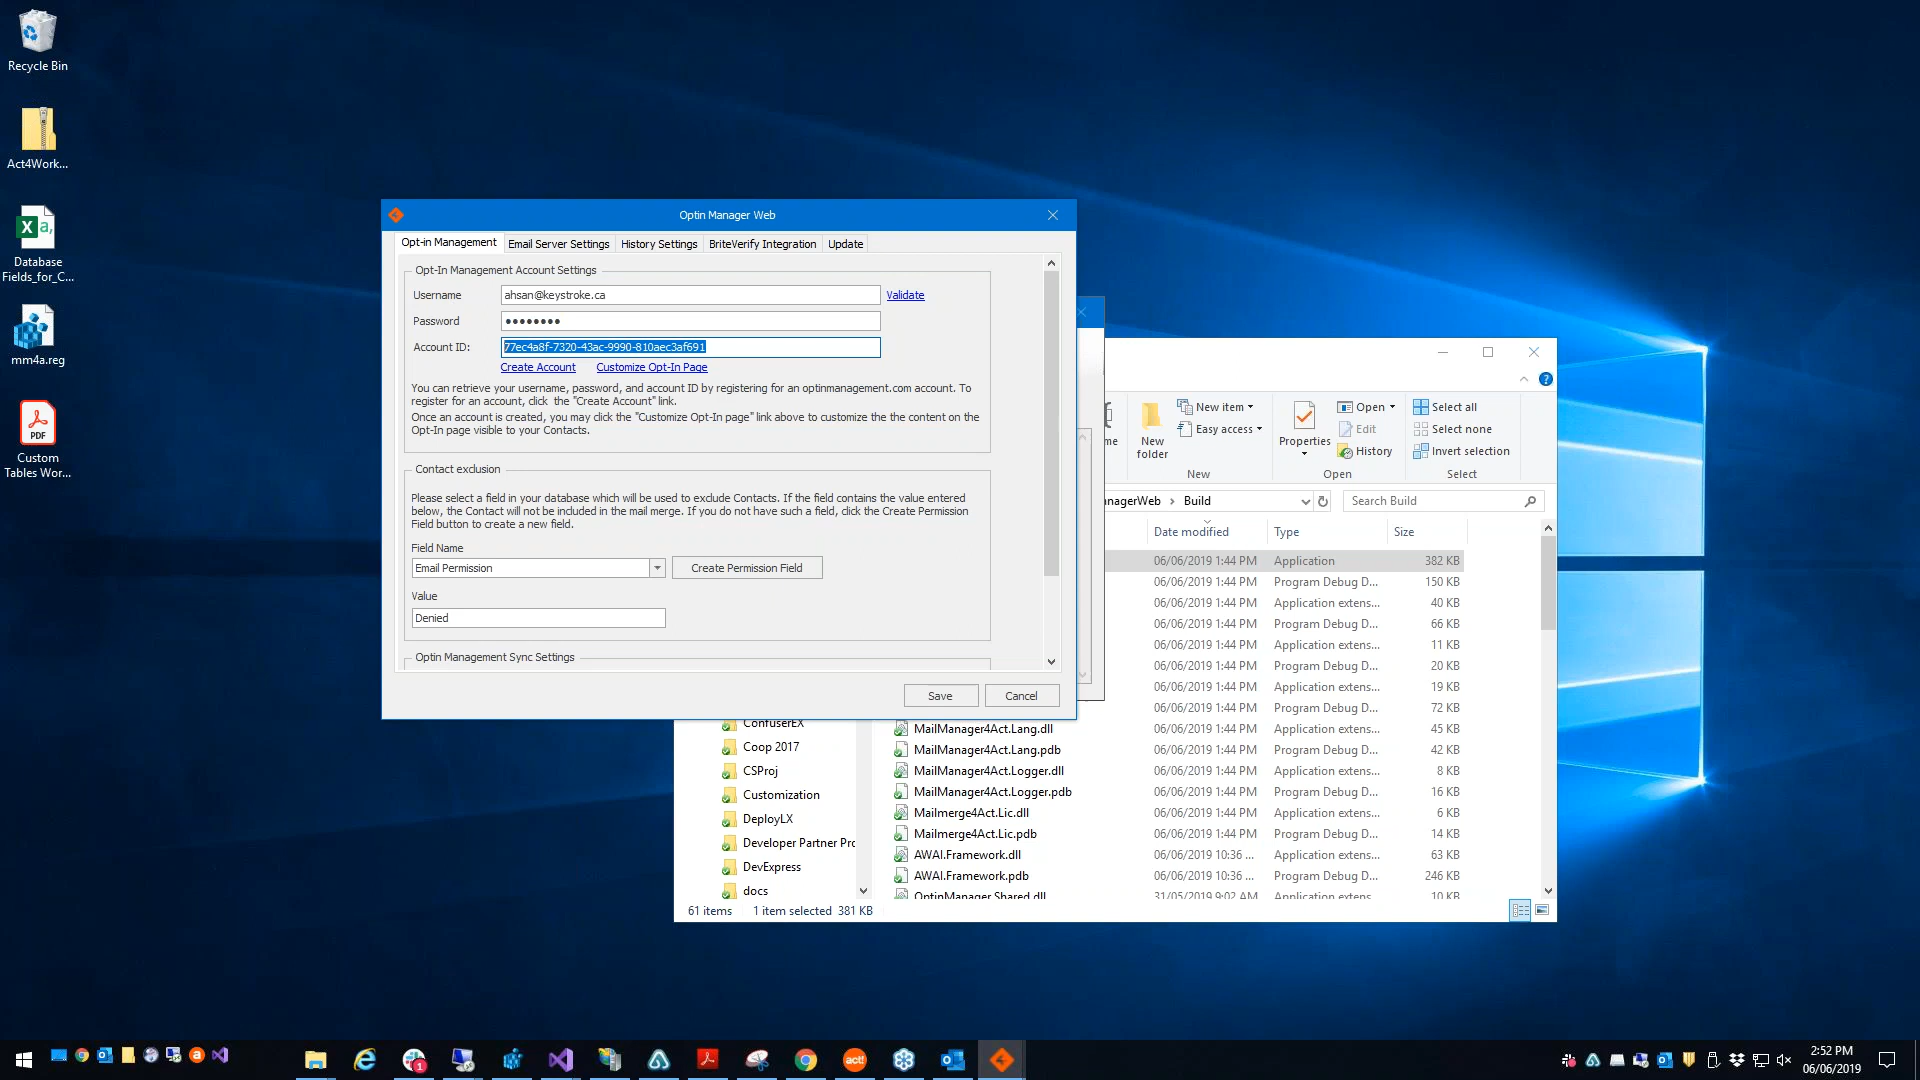 Recycle Bin
Act4Work...
Database
Fields_for_C...
mm4a.reg
Custom
Tables Wor...
Optin Manager Web
Opt-in Management
Email Server Settings
History Settings
BriteVerify Integration
Update
Opt-In Management Account Settings
Username
ahsan@keystroke.ca
Validate
Password
Account ID:
77ec4a8f-7320-43ac-9990-810aec3af691
Create Account
Customize Opt-In Page
You can retrieve your username, password, and account ID by registering for an optinmanagement.com account. To
register for an account, click the "Create Account" link.
Once an account is created, you may click the "Customize Opt-In page" link above to customize the the content on the
Opt-In page visible to your Contacts.
Contact exclusion
Please select a field in your database which will be used to exclude Contacts. If the field contains the value entered
below, the Contact will not be included in the mail merge. If you do not have such a field, click the Create Permission
Field button to create a new field.
Field Name
Email Permission
Create Permission Field
Value
Denied
Optin Management Sync Settings
Save
Cancel
me
New
folder
New item
Easy access
New
Properties
Open
Edit
History
Open
Select all
Select none
Invert selection
Select
anagerWeb > Build
Search Build
Date modified
Type
Size
06/06/2019 1:44 PM Application 382 KB
06/06/2019 1:44 PM Program Debug D... 150 KB
06/06/2019 1:44 PM Application extens... 40 KB
06/06/2019 1:44 PM Program Debug D... 66 KB
06/06/2019 1:44 PM Application extens... 11 KB
06/06/2019 1:44 PM Program Debug D... 20 KB
06/06/2019 1:44 PM Application extens... 19 KB
06/06/2019 1:44 PM Program Debug D... 72 KB
MailManager4Act.Lang.dll 06/06/2019 1:44 PM Application extens... 45 KB
MailManager4Act.Lang.pdb 06/06/2019 1:44 PM Program Debug D... 42 KB
MailManager4Act.Logger.dll 06/06/2019 1:44 PM Application extens... 8 KB
MailManager4Act.Logger.pdb 06/06/2019 1:44 PM Program Debug D... 16 KB
Mailmerge4Act.Lic.dll 06/06/2019 1:44 PM Application extens... 6 KB
Mailmerge4Act.Lic.pdb 06/06/2019 1:44 PM Program Debug D... 14 KB
AWAI.Framework.dll 06/06/2019 10:36 ... Application extens... 63 KB
AWAI.Framework.pdb 06/06/2019 10:36 ... Program Debug D... 246 KB
OptinManager.Shared.dll 31/05/2019 9:02 AM Application extens... 10 KB
ConfuserEX
Coop 2017
CSProj
Customization
DeployLX
Developer Partner Pro
DevExpress
docs
61 items
1 item selected 381 KB
1
act!
2:52 PM
06/06/2019